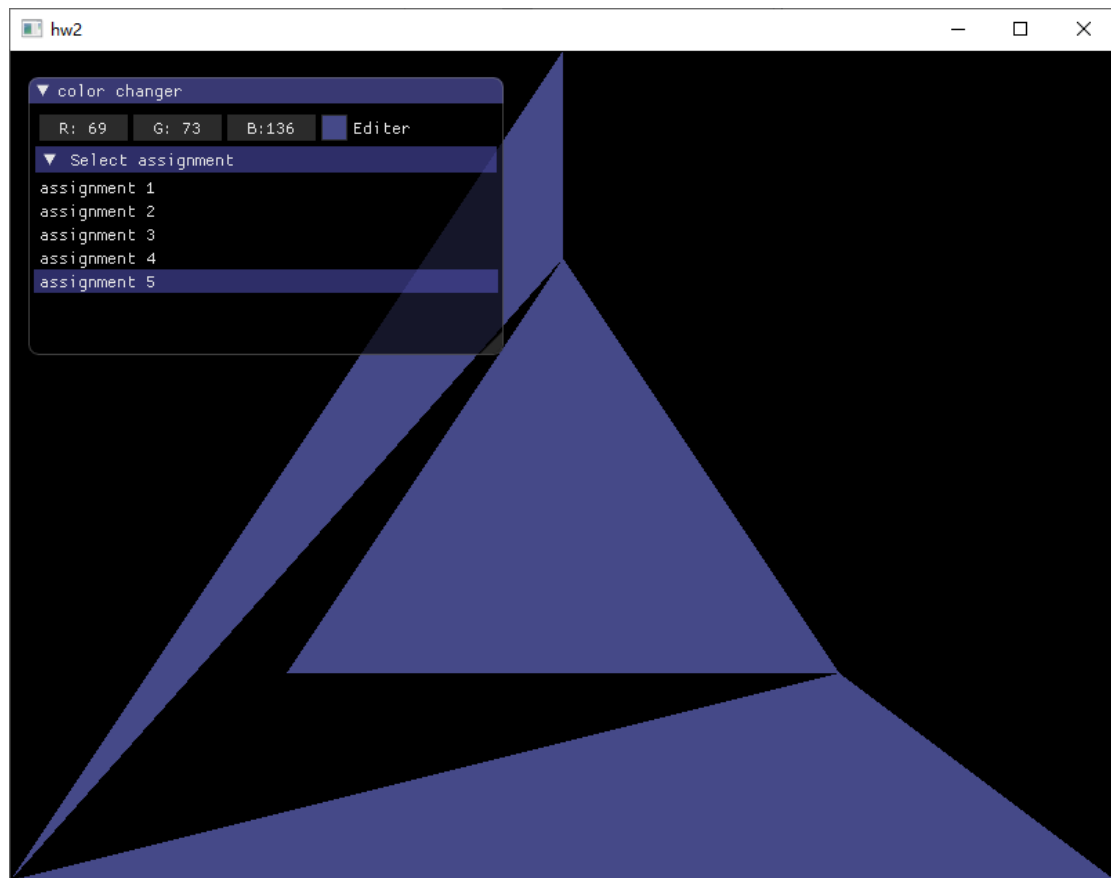 hw2
color changer
R: 69 G: 73 B:136 Editer
Select assignment
assignment 1
assignment 2
assignment 3
assignment 4
assignment 5